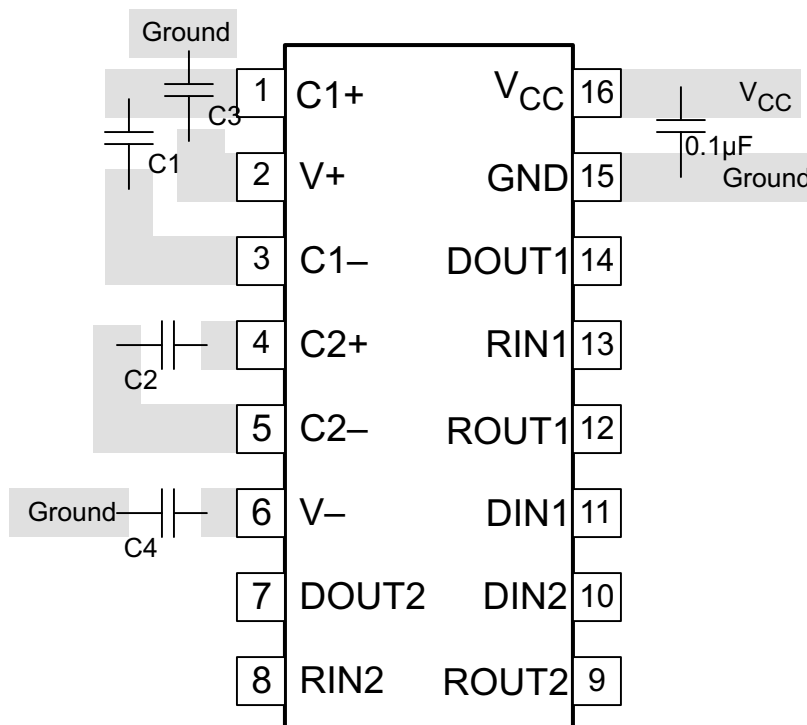 Ground
1 C1+ VCC 16 VCC
C3
C1 0.1µF
2 V+ GND 15 Ground
3 C1– DOUT1 14
4 C2+ RIN1 13
C2
5 C2– ROUT1 12
Ground 6 V– DIN1 11
C4
7 DOUT2 DIN2 10
8 RIN2 ROUT2 9